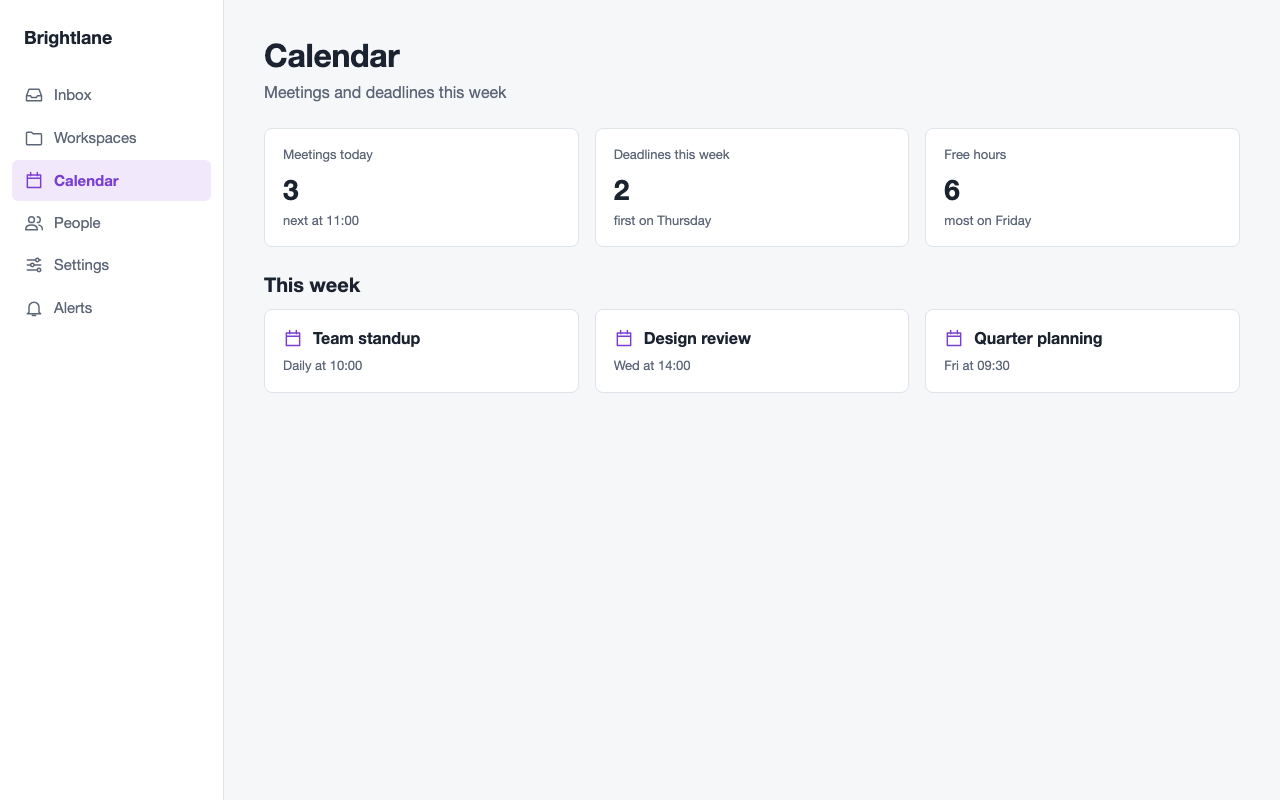 Brightlane
Inbox
Workspaces
Calendar
People
Settings
Alerts
Calendar
Meetings and deadlines this week
Meetings today
3
next at 11:00
Deadlines this week
2
first on Thursday
Free hours
6
most on Friday
This week
Team standup
Daily at 10:00
Design review
Wed at 14:00
Quarter planning
Fri at 09:30